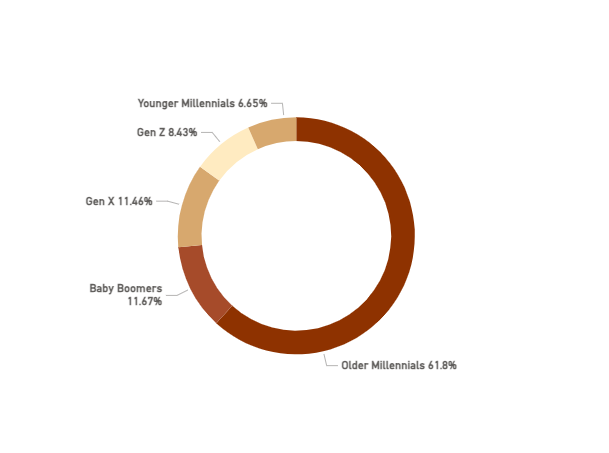 Younger Millennials 6.65%
Gen Z 8.43%
Gen X 11.46%
Baby Boomers
11.67%
Older Millennials 61.8%